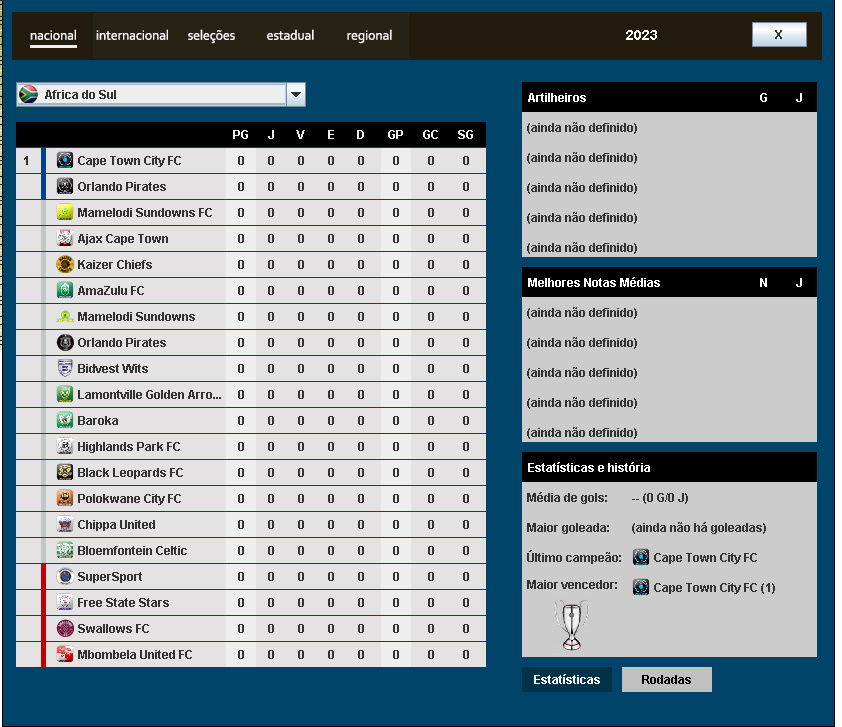 nacional internacional seleções estadual regional 2023 X
Africa do Sul
PG J V E D GP GC SG
1 Cape Town City FC 0 0 0 0 0 0 0 0
Orlando Pirates 0 0 0 0 0 0 0 0
Mamelodi Sundowns FC 0 0 0 0 0 0 0 0
Ajax Cape Town 0 0 0 0 0 0 0 0
Kaizer Chiefs 0 0 0 0 0 0 0 0
AmaZulu FC 0 0 0 0 0 0 0 0
Mamelodi Sundowns 0 0 0 0 0 0 0 0
Orlando Pirates 0 0 0 0 0 0 0 0
Bidvest Wits 0 0 0 0 0 0 0 0
Lamontville Golden Arro... 0 0 0 0 0 0 0 0
Baroka 0 0 0 0 0 0 0 0
Highlands Park FC 0 0 0 0 0 0 0 0
Black Leopards FC 0 0 0 0 0 0 0 0
Polokwane City FC 0 0 0 0 0 0 0 0
Chippa United 0 0 0 0 0 0 0 0
Bloemfontein Celtic 0 0 0 0 0 0 0 0
SuperSport 0 0 0 0 0 0 0 0
Free State Stars 0 0 0 0 0 0 0 0
Swallows FC 0 0 0 0 0 0 0 0
Mbombela United FC 0 0 0 0 0 0 0 0
Artilheiros G J
(ainda não definido)
(ainda não definido)
(ainda não definido)
(ainda não definido)
(ainda não definido)
Melhores Notas Médias N J
(ainda não definido)
(ainda não definido)
(ainda não definido)
(ainda não definido)
(ainda não definido)
Estatísticas e história
Média de gols: -- (0 G/0 J)
Maior goleada: (ainda não há goleadas)
Último campeão: Cape Town City FC
Maior vencedor: Cape Town City FC (1)
Estatísticas Rodadas